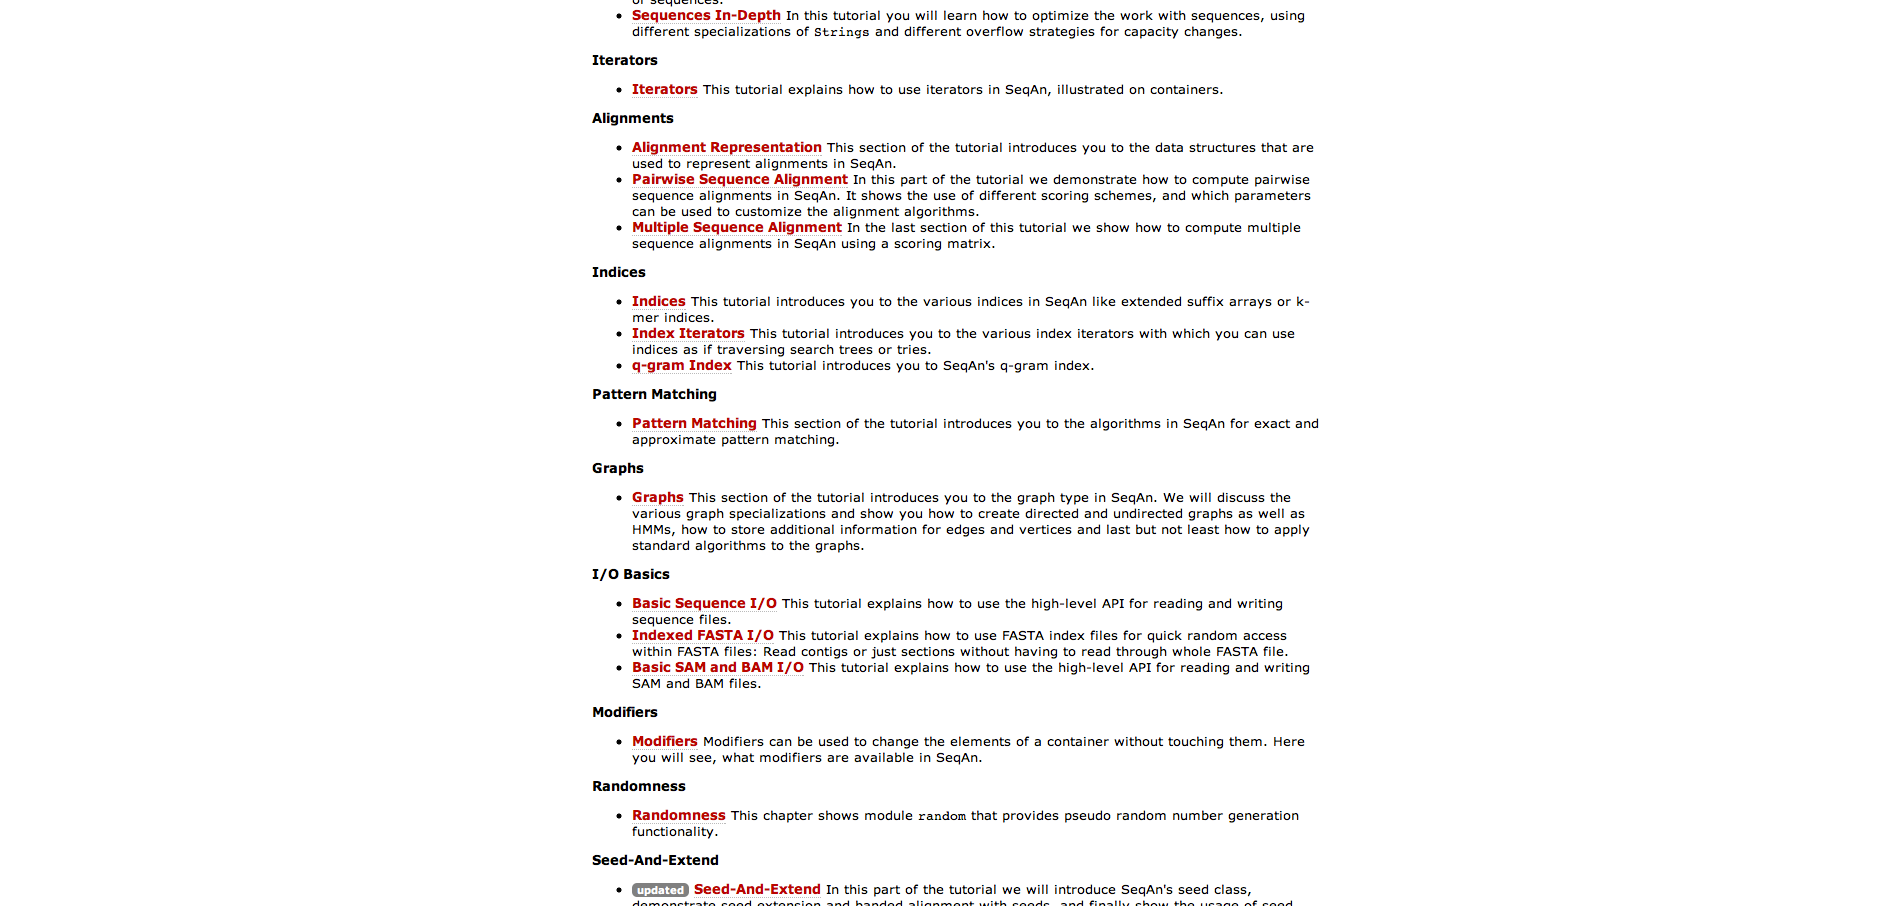 of sequences.
Sequences In-Depth In this tutorial you will learn how to optimize the work with sequences, using
different specializations of Strings and different overflow strategies for capacity changes.
Iterators
Iterators This tutorial explains how to use iterators in SeqAn, illustrated on containers.
Alignments
Alignment Representation This section of the tutorial introduces you to the data structures that are
used to represent alignments in SeqAn.
Pairwise Sequence Alignment In this part of the tutorial we demonstrate how to compute pairwise
sequence alignments in SeqAn. It shows the use of different scoring schemes, and which parameters
can be used to customize the alignment algorithms.
Multiple Sequence Alignment In the last section of this tutorial we show how to compute multiple
sequence alignments in SeqAn using a scoring matrix.
Indices
Indices This tutorial introduces you to the various indices in SeqAn like extended suffix arrays or k-
mer indices.
Index Iterators This tutorial introduces you to the various index iterators with which you can use
indices as if traversing search trees or tries.
q-gram Index This tutorial introduces you to SeqAn's q-gram index.
Pattern Matching
Pattern Matching This section of the tutorial introduces you to the algorithms in SeqAn for exact and
approximate pattern matching.
Graphs
Graphs This section of the tutorial introduces you to the graph type in SeqAn. We will discuss the
various graph specializations and show you how to create directed and undirected graphs as well as
HMMs, how to store additional information for edges and vertices and last but not least how to apply
standard algorithms to the graphs.
I/O Basics
Basic Sequence I/O This tutorial explains how to use the high-level API for reading and writing
sequence files.
Indexed FASTA I/O This tutorial explains how to use FASTA index files for quick random access
within FASTA files: Read contigs or just sections without having to read through whole FASTA file.
Basic SAM and BAM I/O This tutorial explains how to use the high-level API for reading and writing
SAM and BAM files.
Modifiers
Modifiers Modifiers can be used to change the elements of a container without touching them. Here
you will see, what modifiers are available in SeqAn.
Randomness
Randomness This chapter shows module random that provides pseudo random number generation
functionality.
Seed-And-Extend
updated Seed-And-Extend In this part of the tutorial we will introduce SeqAn's seed class,
demonstrate seed extension and banded alignment with seeds, and finally show the usage of seed